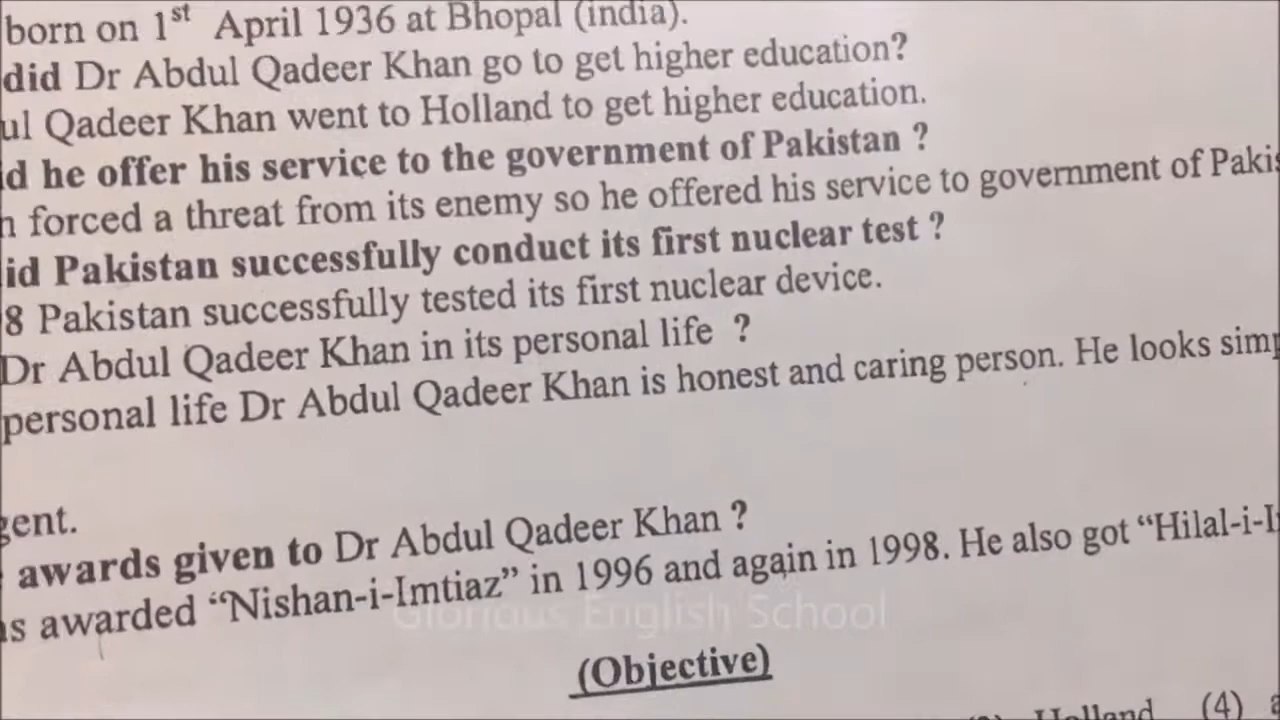 born on 1st April 1936 at Bhopal (india).
did Dr Abdul Qadeer Khan go to get higher education?
ul Qadeer Khan went to Holland to get higher education.
d he offer his service to the government of Pakistan ?
n forced a threat from its enemy so he offered his service to government of Pakis
id Pakistan successfully conduct its first nuclear test ?
8 Pakistan successfully tested its first nuclear device.
Dr Abdul Qadeer Khan in its personal life ?
personal life Dr Abdul Qadeer Khan is honest and caring person. He looks simp
gent.
awards given to Dr Abdul Qadeer Khan ?
as awarded “Nishan-i-Imtiaz” in 1996 and again in 1998. He also got “Hilal-i-I
Glorious English School
(Objective)
Holland (4) a